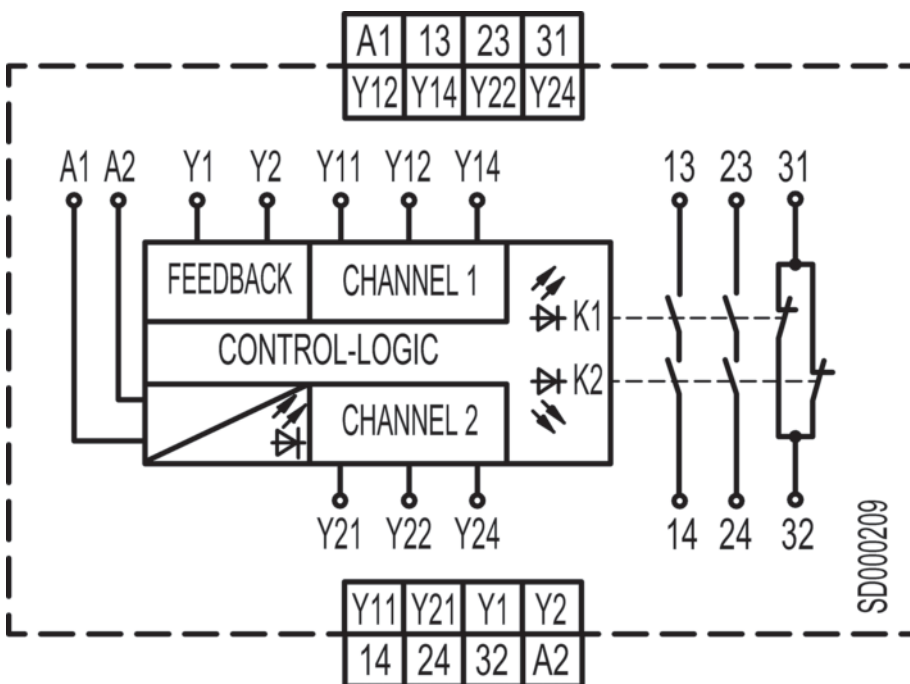 A1 13 23 31
Y12 Y14 Y22 Y24
A1 A2 Y1 Y2 Y11 Y12 Y14 13 23 31
FEEDBACK CHANNEL 1
K1
CONTROL-LOGIC
K2
CHANNEL 2
Y21 Y22 Y24 14 24 32
SD000209
Y11 Y21 Y1 Y2
14 24 32 A2